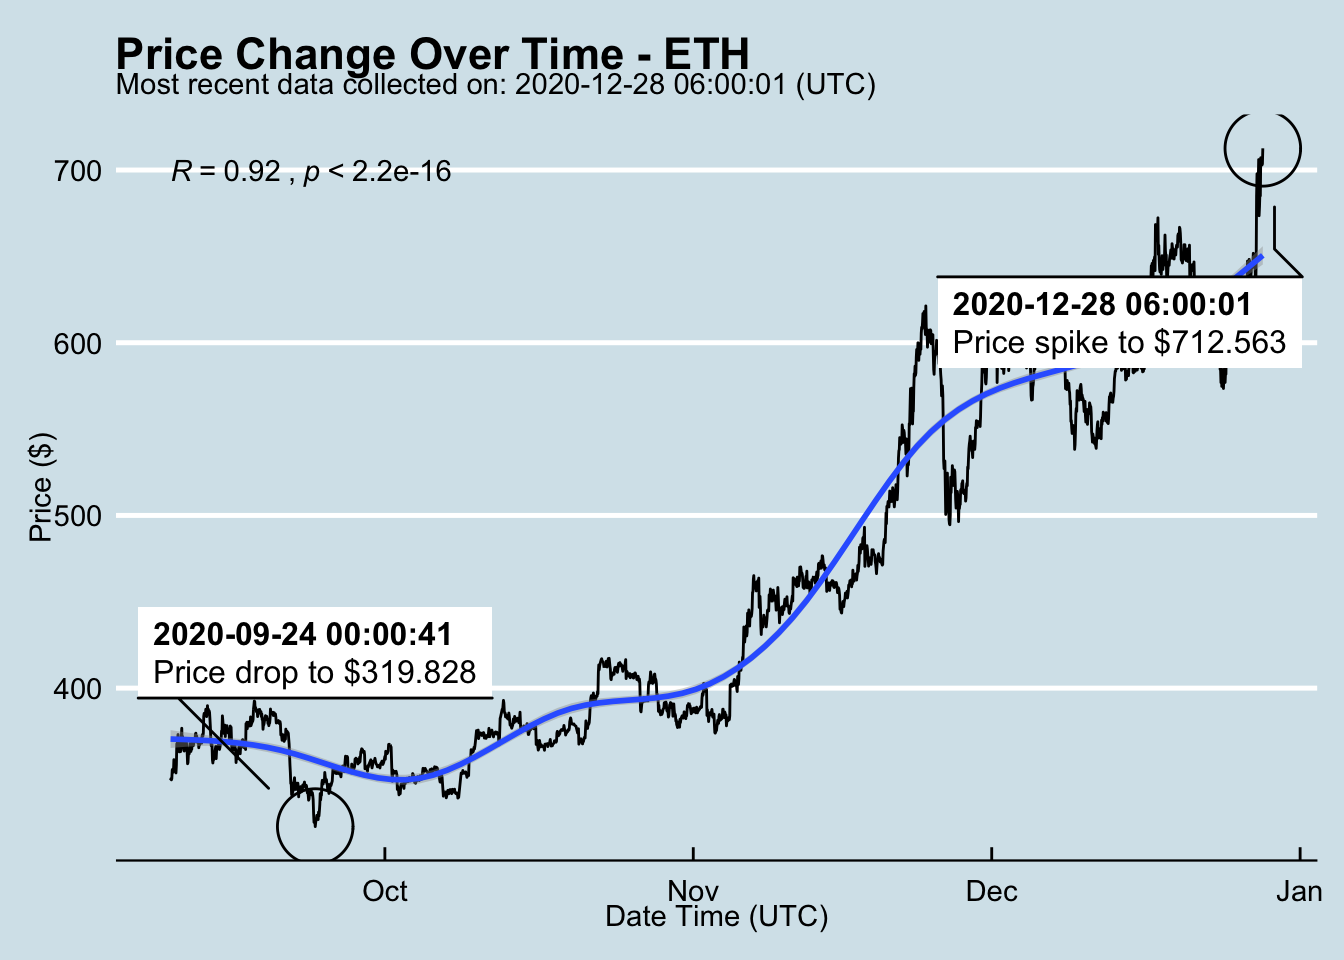 Price Change Over Time - ETH
Most recent data collected on: 2020-12-28 06:00:01 (UTC)
R = 0.92 , p < 2.2e-16
700
600
500
400
Price ($)
2020-12-28 06:00:01
Price spike to $712.563
2020-09-24 00:00:41
Price drop to $319.828
Oct Nov Dec Jan
Date Time (UTC)